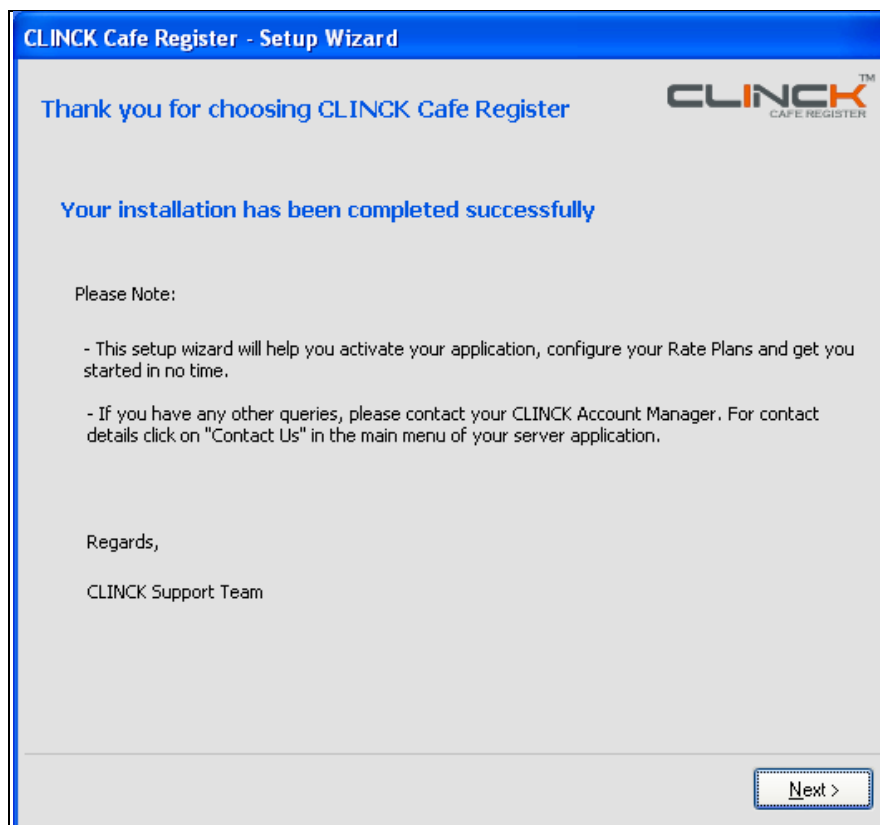 CLINCK Cafe Register - Setup Wizard
Thank you for choosing CLINCK Cafe Register
CLINCK™
CAFE REGISTER
Your installation has been completed successfully
Please Note:
- This setup wizard will help you activate your application, configure your Rate Plans and get you
started in no time.
- If you have any other queries, please contact your CLINCK Account Manager. For contact
details click on "Contact Us" in the main menu of your server application.
Regards,
CLINCK Support Team
Next >